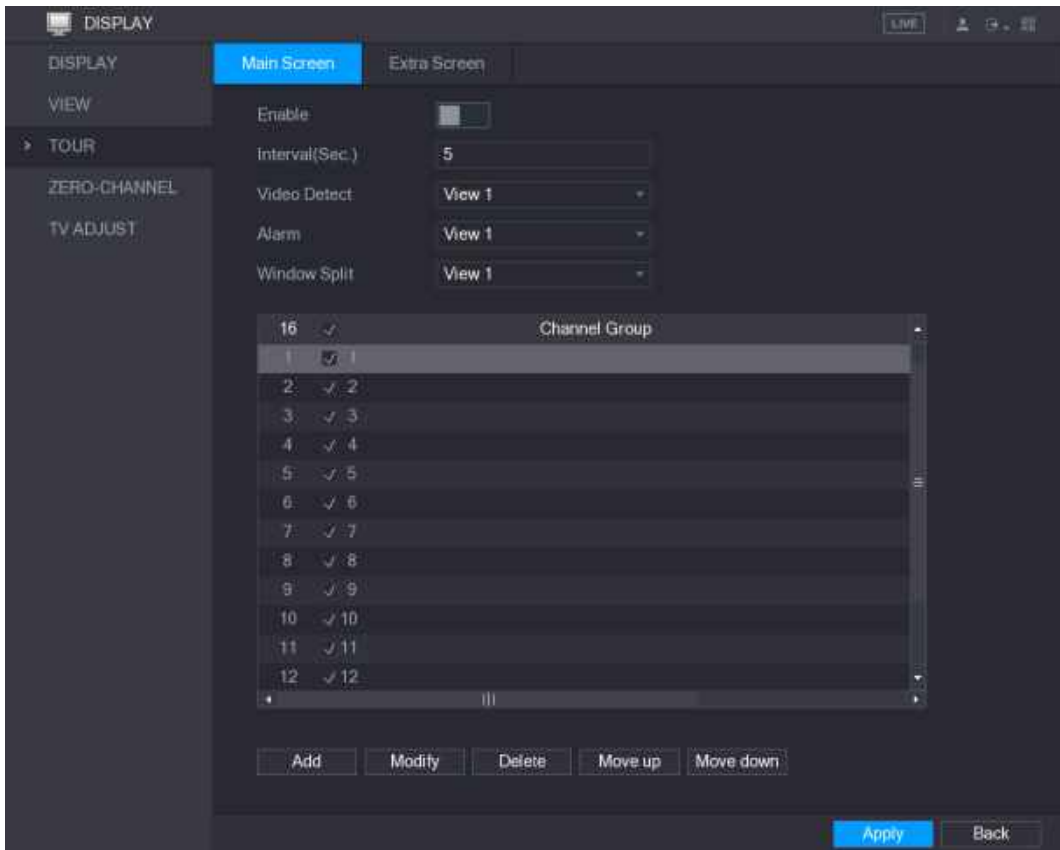 DISPLAY
LIVE
DISPLAY
VIEW
TOUR
ZERO-CHANNEL
TV ADJUST
Main Screen Extra Screen
Enable
Interval(Sec.) 5
Video Detect View 1
Alarm View 1
Window Split View 1
16 Channel Group
1 1
2 2
3 3
4 4
5 5
6 6
7 7
8 8
9 9
10 10
11 11
12 12
Add Modify Delete Move up Move down
Apply Back